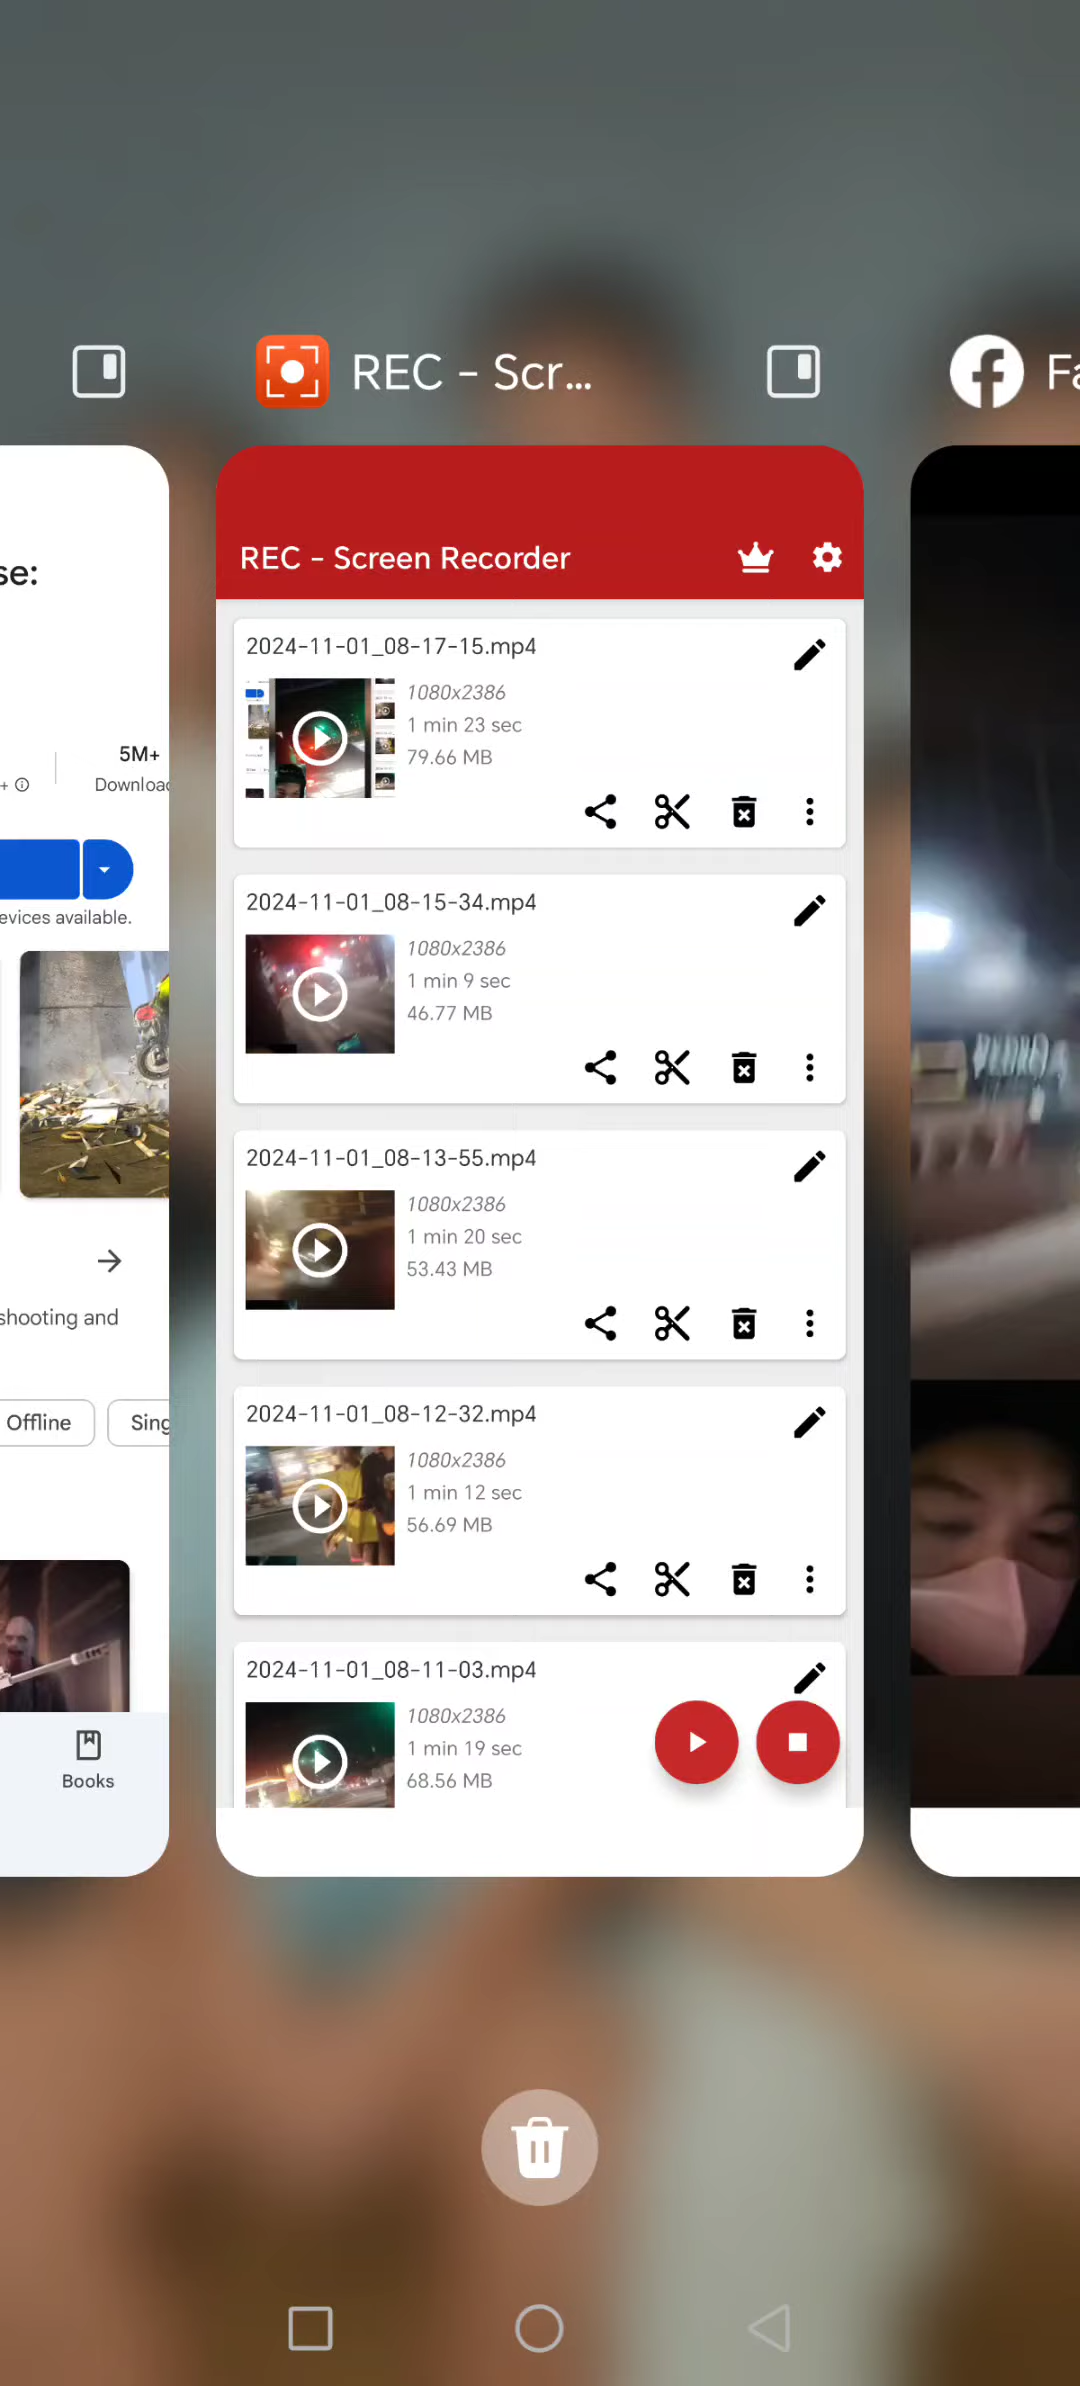 REC - Scr...
Fa
se:
5M+
+
Download
evices available.
shooting and
Offline
Sing
Books
REC - Screen Recorder
2024-11-01_08-17-15.mp4
1080x2386
1 min 23 sec
79.66 MB
2024-11-01_08-15-34.mp4
1080x2386
1 min 9 sec
46.77 MB
2024-11-01_08-13-55.mp4
1080x2386
1 min 20 sec
53.43 MB
2024-11-01_08-12-32.mp4
1080x2386
1 min 12 sec
56.69 MB
2024-11-01_08-11-03.mp4
1080x2386
1 min 19 sec
68.56 MB